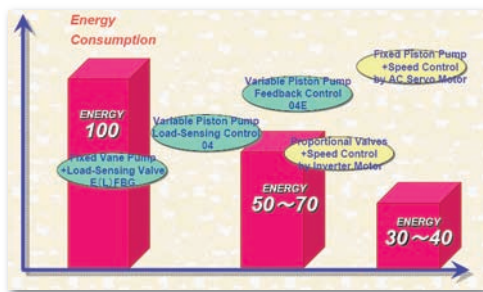 Energy
Consumption
ENERGY
100
Fixed Vane Pump
+Load-Sensing Valve
E(L)FBG
Variable Piston Pump
Load-Sensing Control
04
Variable Piston Pump
Feedback Control
04E
ENERGY
50～70
Proportional Valves
+Speed Control
by Inverter Motor
Fixed Piston Pump
+Speed Control
by AC Servo Motor
ENERGY
30～40